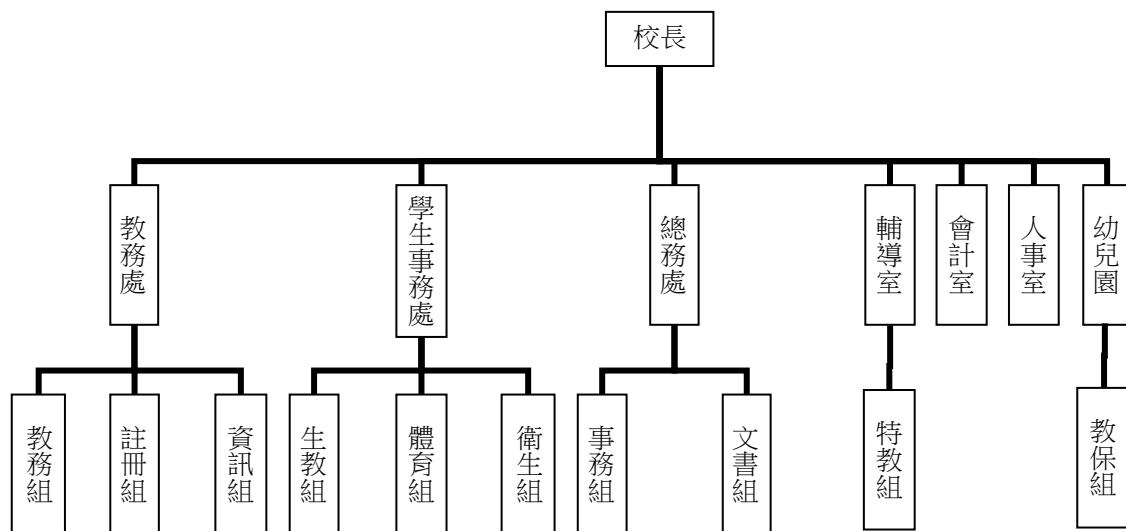 校長
教務處
學生事務處
總務處
輔導室
會計室
人事室
幼兒園
教務組
註冊組
資訊組
生教組
體育組
衛生組
事務組
文書組
特教組
教保組